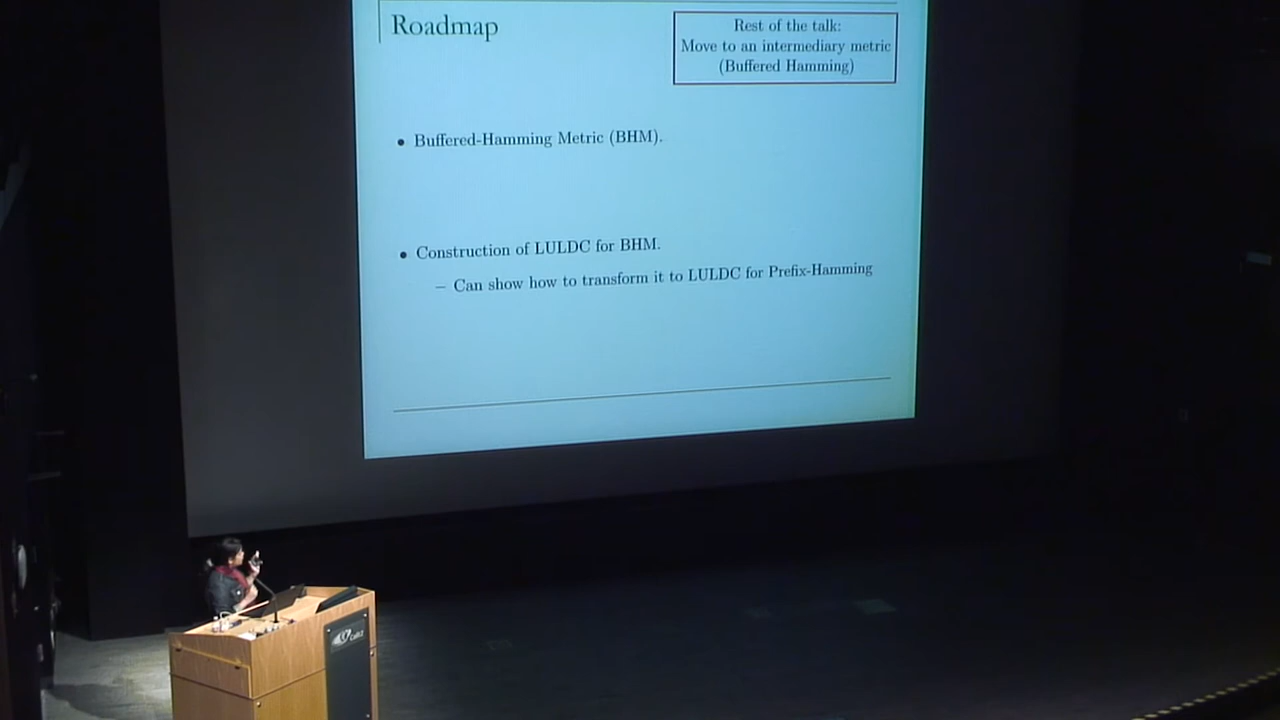 Roadmap
Rest of the talk:
Move to an intermediary metric
(Buffered Hamming)
• Buffered-Hamming Metric (BHM).
• Construction of LULDC for BHM.
– Can show how to transform it to LULDC for Prefix-Hamming